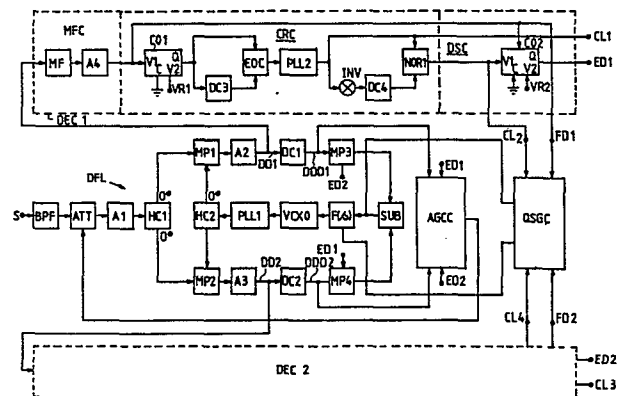 MFC
CRC
DSC
CL1
MF
A4
CO1
V1
Q
C
V2
VR1
DC3
EOC
PLL2
INV
DC4
NOR1
CO2
V1
Q
C
V2
VR2
ED1
DEC 1
CL2
FD1
DFL
MP1
A2
DD1
DC1
DDD1
MP3
ED2
ED1
S
BPF
ATT
A1
HC1
0°
0°
HC2
PLL1
VCXO
F(6)
SUB
AGCC
QSGC
MP2
A3
DD2
DC2
DDD2
ED1
MP4
ED2
CL4
FD2
DEC 2
ED2
CL3